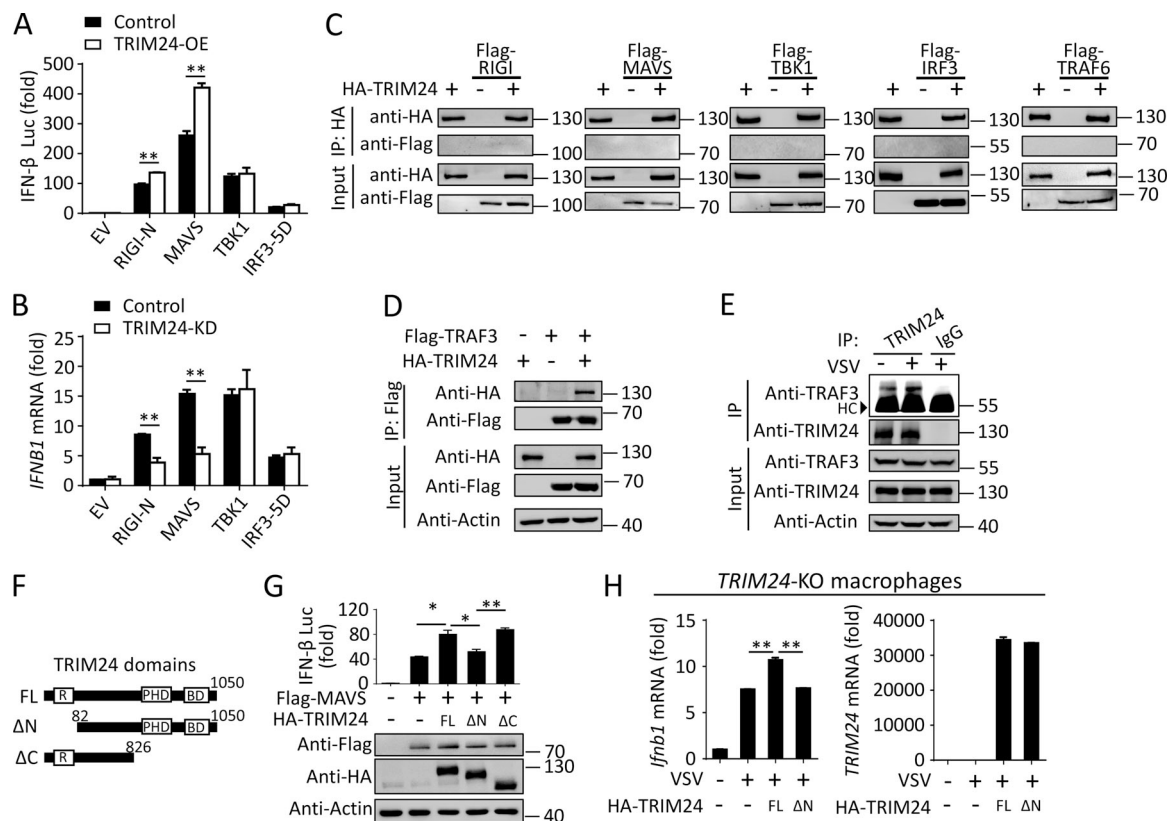 A
Control
TRIM24-OE
IFN-β Luc (fold)
500
400
300
200
100
0
**
**
EV
RIGI-N
MAVS
TBK1
IRF3-5D
B
Control
TRIM24-KD
IFNB1 mRNA (fold)
25
20
15
10
5
0
**
**
EV
RIGI-N
MAVS
TBK1
IRF3-5D
C
Flag-RIGI
Flag-MAVS
Flag-TBK1
Flag-IRF3
Flag-TRAF6
HA-TRIM24 + - + + - + + - + + - + + - +
IP: HA
anti-HA 130 130 130 130 130
anti-Flag 100 70 70 55 70
Input
anti-HA 130 130 130 130 130
anti-Flag 100 70 70 55 70
D
Flag-TRAF3 - + +
HA-TRIM24 + - +
IP: Flag
Anti-HA 130
Anti-Flag 70
Input
Anti-HA 130
Anti-Flag 70
Anti-Actin 40
E
IP: TRIM24 IgG
VSV - + +
IP
Anti-TRAF3
HC 55
Anti-TRIM24 130
Input
Anti-TRAF3 55
Anti-TRIM24 130
Anti-Actin 40
F
TRIM24 domains
FL R PHD BD 1050
ΔN 82 PHD BD 1050
ΔC R 826
G
IFN-β Luc (fold)
120
80
40
0
* * **
Flag-MAVS - + + + +
HA-TRIM24 - - FL ΔN ΔC
Anti-Flag 70
Anti-HA 130
Anti-Actin 40
H
TRIM24-KO macrophages
Ifnb1 mRNA (fold)
15
10
5
0
** **
VSV - + + +
HA-TRIM24 - - FL ΔN
TRIM24 mRNA (fold)
40000
30000
20000
10000
0
VSV - + + +
HA-TRIM24 - - FL ΔN